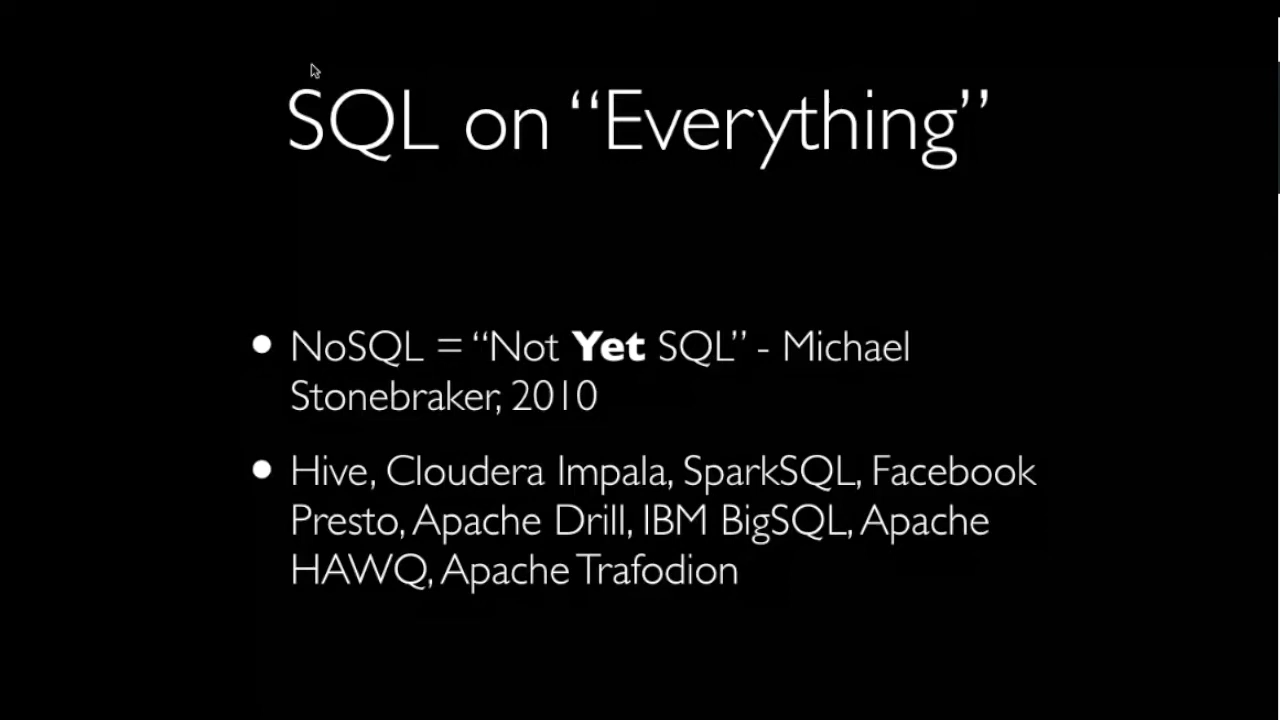 SQL on “Everything”
• NoSQL = “Not Yet SQL” - Michael
Stonebraker, 2010
• Hive, Cloudera Impala, SparkSQL, Facebook
Presto, Apache Drill, IBM BigSQL, Apache
HAWQ, Apache Trafodion